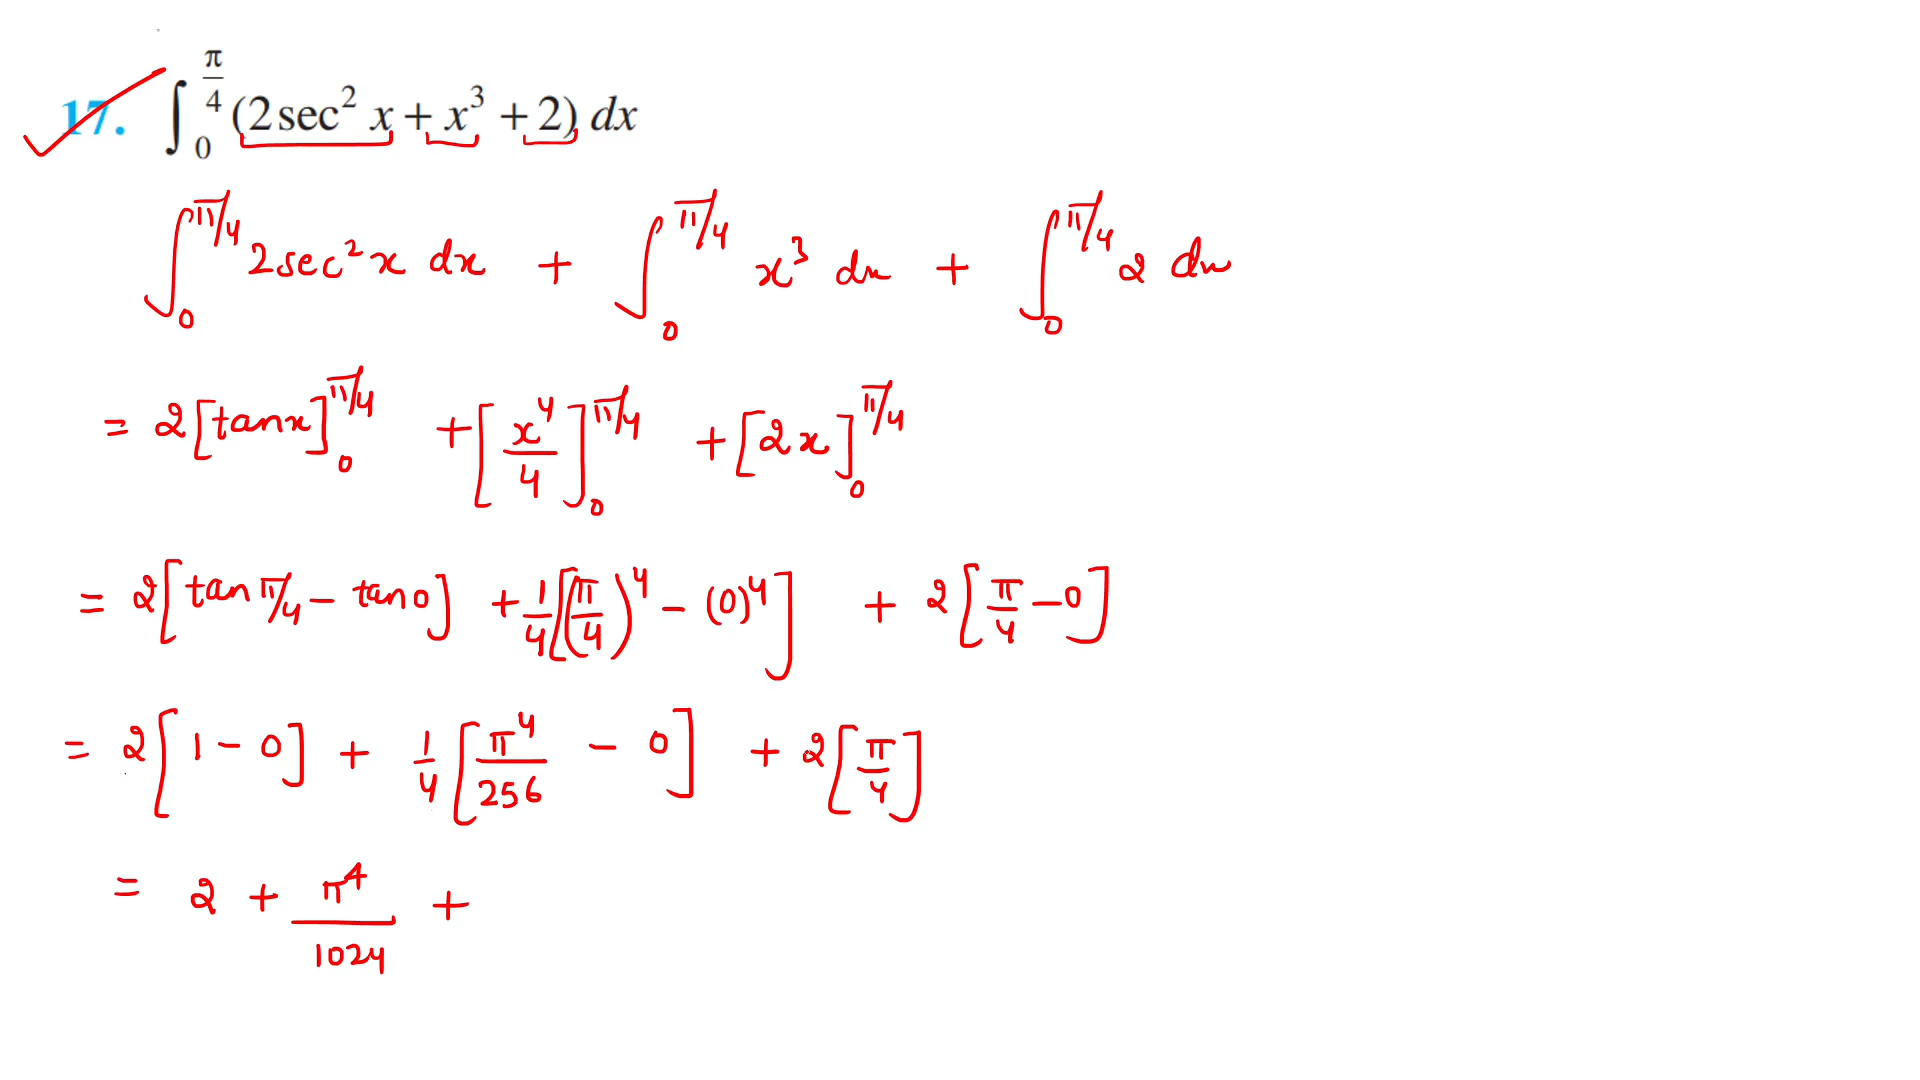 17. ∫₀^(π/4) (2 sec² x + x³ + 2) dx
∫₀^(π/4) 2sec²x dx + ∫₀^(π/4) x³ dx + ∫₀^(π/4) 2 dx
= 2[tanx]₀^(π/4) + [x⁴/4]₀^(π/4) + [2x]₀^(π/4)
= 2[tan π/4 − tan 0] + 1/4[(π/4)⁴ − (0)⁴] + 2[π/4 − 0]
= 2[1 − 0] + 1/4[π⁴/256 − 0] + 2[π/4]
= 2 + π⁴/1024 +